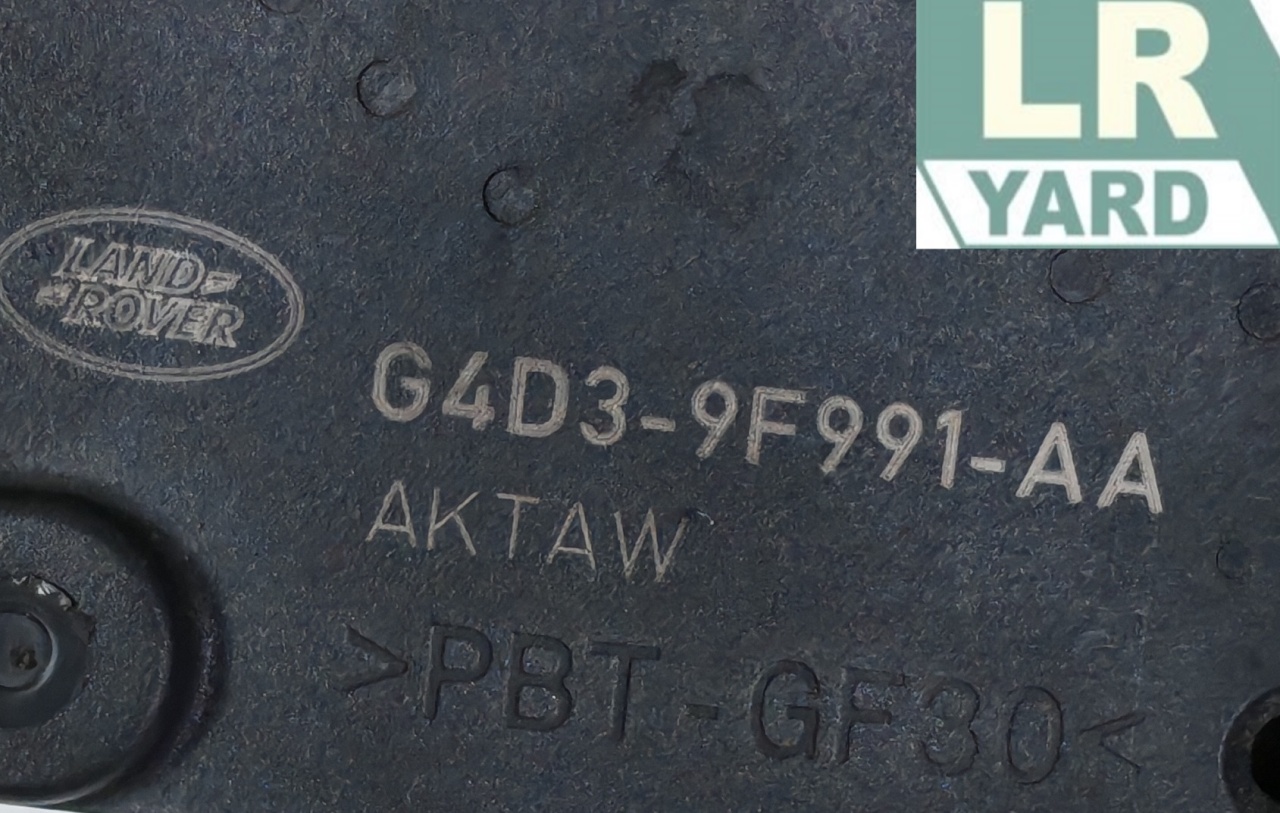 LR
YARD
LAND
ROVER
G4D3-9F991-AA
AKTAW
>PBT-GF30<